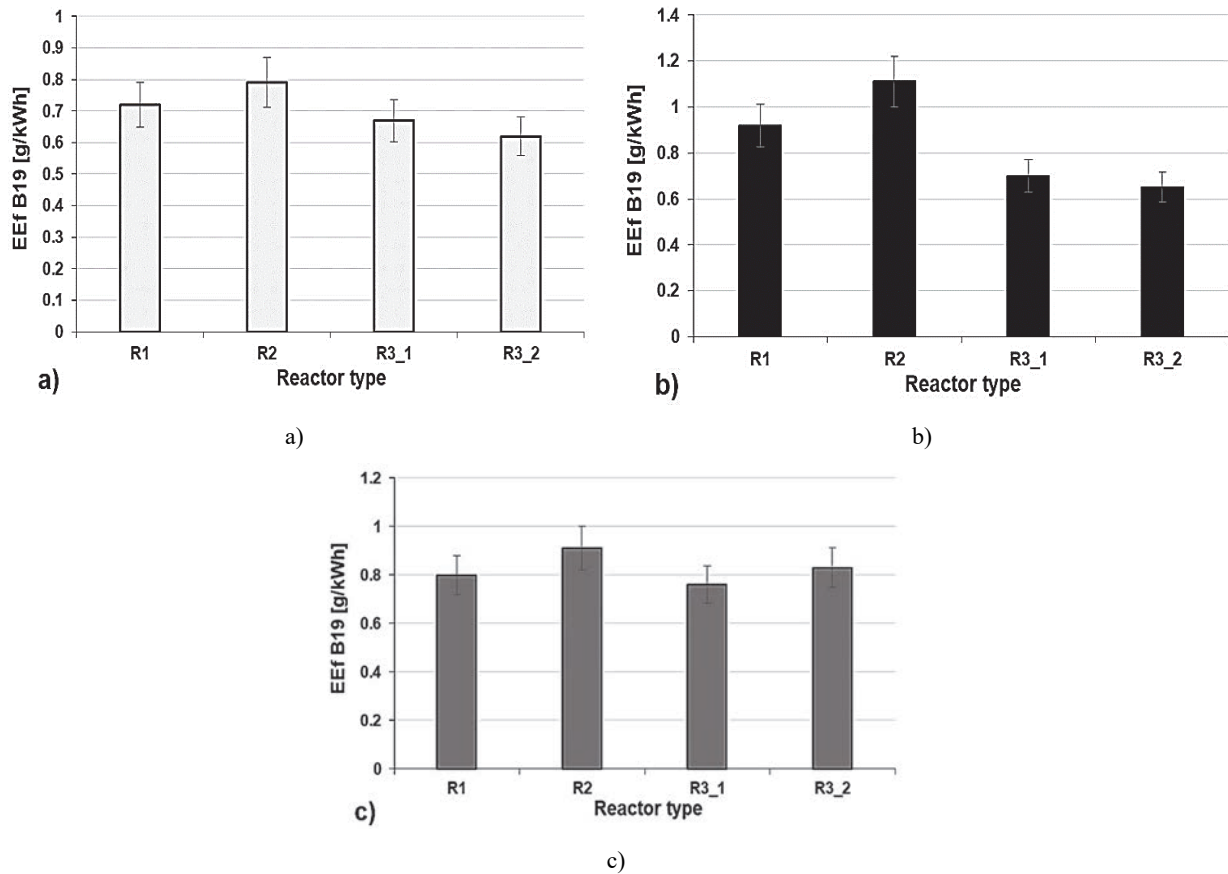 1
0.9
0.8
0.7
0.6
0.5
0.4
0.3
0.2
0.1
0
EEf B19 [g/kWh]
R1 R2 R3_1 R3_2
Reactor type
a)
a)
1.4
1.2
1
0.8
0.6
0.4
0.2
0
EEf B19 [g/kWh]
R1 R2 R3_1 R3_2
Reactor type
b)
b)
1.2
1
0.8
0.6
0.4
0.2
0
EEf B19 [g/kWh]
R1 R2 R3_1 R3_2
Reactor type
c)
c)